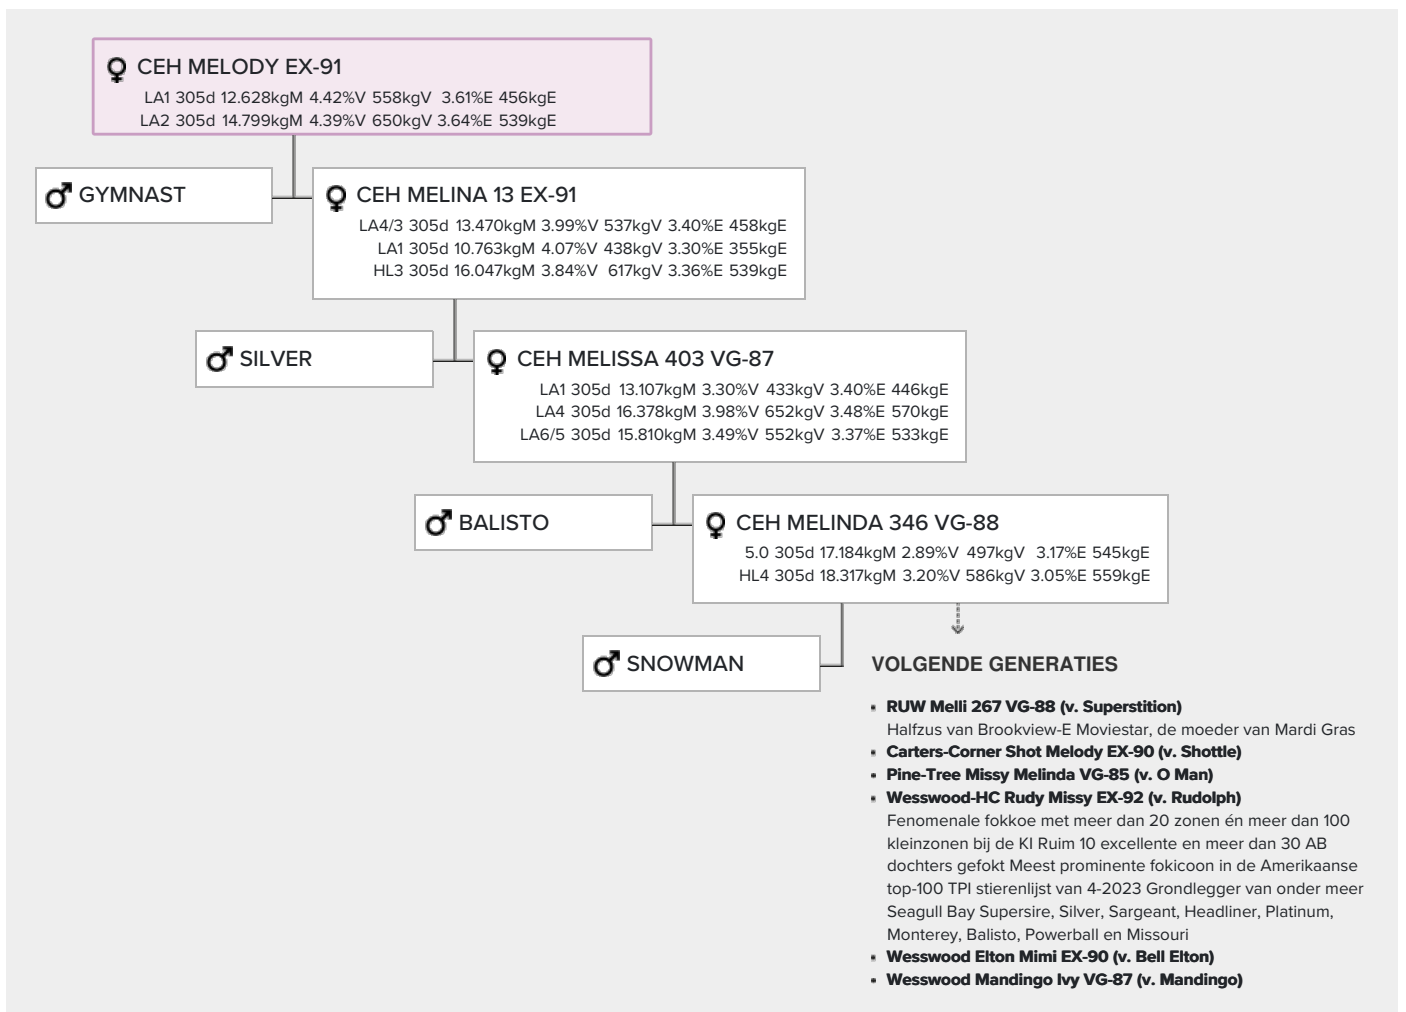 CEH MELODY EX-91
LA1 305d 12.628kgM 4.42%V 558kgV 3.61%E 456kgE
LA2 305d 14.799kgM 4.39%V 650kgV 3.64%E 539kgE
GYMNAST
CEH MELINA 13 EX-91
LA4/3 305d 13.470kgM 3.99%V 537kgV 3.40%E 458kgE
LA1 305d 10.763kgM 4.07%V 438kgV 3.30%E 355kgE
HL3 305d 16.047kgM 3.84%V 617kgV 3.36%E 539kgE
SILVER
CEH MELISSA 403 VG-87
LA1 305d 13.107kgM 3.30%V 433kgV 3.40%E 446kgE
LA4 305d 16.378kgM 3.98%V 652kgV 3.48%E 570kgE
LA6/5 305d 15.810kgM 3.49%V 552kgV 3.37%E 533kgE
BALISTO
CEH MELINDA 346 VG-88
5.0 305d 17.184kgM 2.89%V 497kgV 3.17%E 545kgE
HL4 305d 18.317kgM 3.20%V 586kgV 3.05%E 559kgE
SNOWMAN
VOLGENDE GENERATIES
▪ RUW Melli 267 VG-88 (v. Superstition)
Halfzus van Brookview-E Moviestar, de moeder van Mardi Gras
▪ Carters-Corner Shot Melody EX-90 (v. Shottle)
▪ Pine-Tree Missy Melinda VG-85 (v. O Man)
▪ Wesswood-HC Rudy Missy EX-92 (v. Rudolph)
Fenomenale fokkoe met meer dan 20 zonen én meer dan 100
kleinzonen bij de KI Ruim 10 excellente en meer dan 30 AB
dochters gefokt Meest prominente fokicoon in de Amerikaanse
top-100 TPI stierenlijst van 4-2023 Grondlegger van onder meer
Seagull Bay Supersire, Silver, Sargeant, Headliner, Platinum,
Monterey, Balisto, Powerball en Missouri
▪ Wesswood Elton Mimi EX-90 (v. Bell Elton)
▪ Wesswood Mandingo Ivy VG-87 (v. Mandingo)